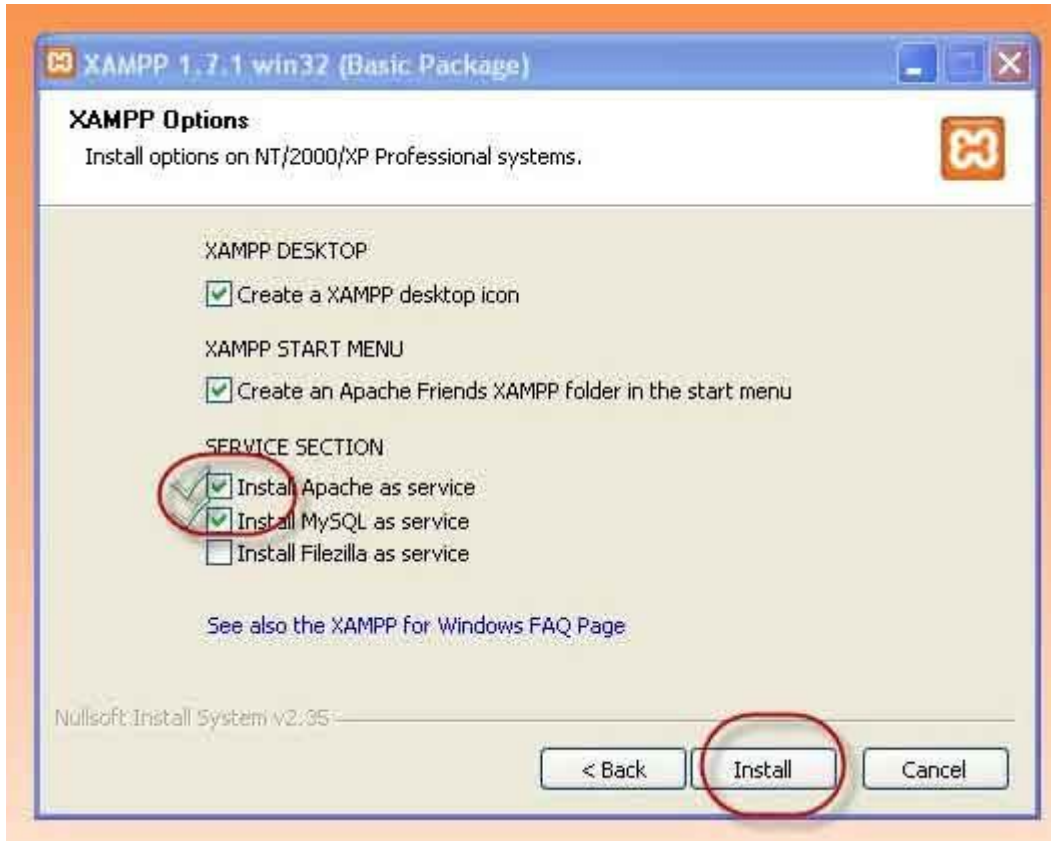 XAMPP 1.7.1 win32 (Basic Package)
XAMPP Options
Install options on NT/2000/XP Professional systems.
XAMPP DESKTOP
Create a XAMPP desktop icon
XAMPP START MENU
Create an Apache Friends XAMPP folder in the start menu
SERVICE SECTION
Install Apache as service
Install MySQL as service
Install Filezilla as service
See also the XAMPP for Windows FAQ Page
Nullsoft Install System v2.35
< Back Install Cancel